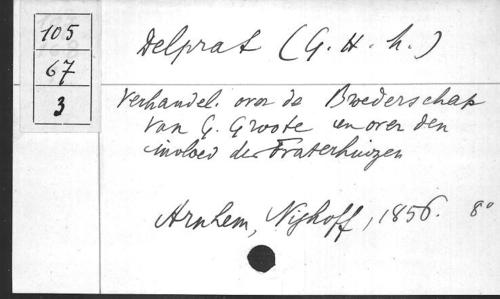 105
67
3
Delprat (G. H. h.)
Verhandel. over de Broederschap
van G. Groote en over den
invloed der Fraterhuizen
Arnhem, Nijhoff, 1856. 8°